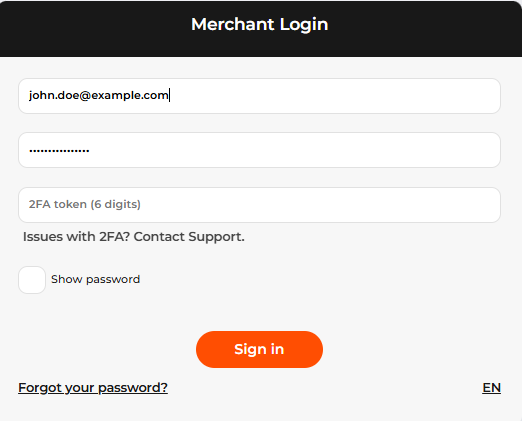 Merchant Login
john.doe@example.com
••••••••••••••••
2FA token (6 digits)
Issues with 2FA? Contact Support.
Show password
Sign in
Forgot your password? EN